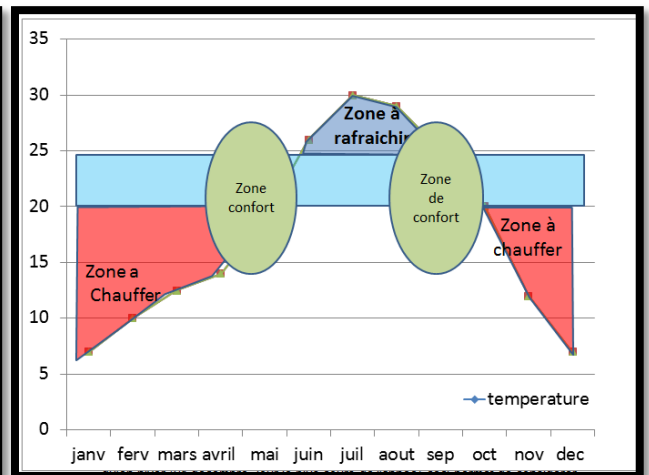 35
30
25
20
15
10
5
0
Zone à
rafraichir
Zone
confort
Zone
de
confort
Zone a
Chauffer
Zone à
chauffer
temperature
janv ferv mars avril mai juin juil aout sep oct nov dec